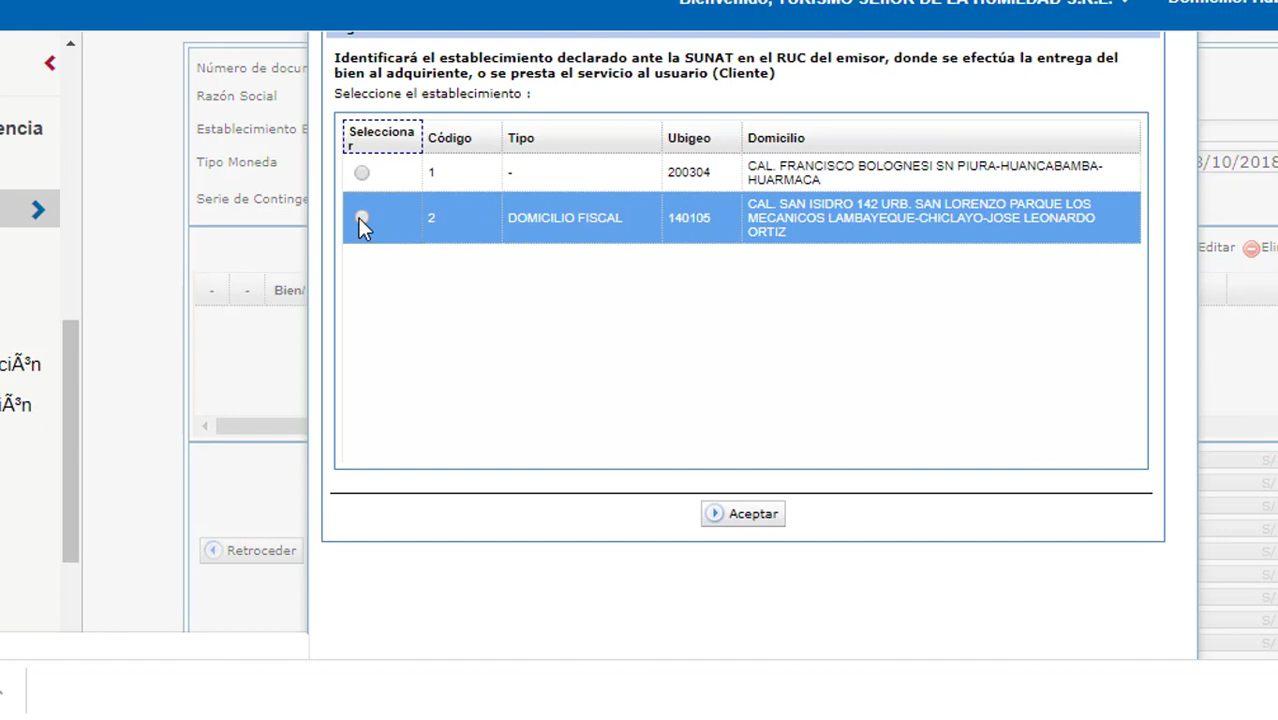 Bienvenido, TURISMO SEÑOR DE LA HUMEDAD S.R.L.
Número de docu
Razón Social
encia
Establecimiento E
Tipo Moneda
Serie de Continge
Identificará el establecimiento declarado ante la SUNAT en el RUC del emisor, donde se efectúa la entrega del
bien al adquiriente, o se presta el servicio al usuario (Cliente)
Seleccione el establecimiento :
Selecciona
r
Código
Tipo
Ubigeo
Domicilio
1
-
200304
CAL. FRANCISCO BOLOGNESI SN PIURA-HUANCABAMBA-
HUARMACA
2
DOMICILIO FISCAL
140105
CAL. SAN ISIDRO 142 URB. SAN LORENZO PARQUE LOS
MECANICOS LAMBAYEQUE-CHICLAYO-JOSE LEONARDO
ORTIZ
/10/2018
Editar
Eli
- - Bien/
ciÃ³n
iÃ³n
Aceptar
Retroceder
S/
S/
S/
S/
S/
S/
S/
S/
S/